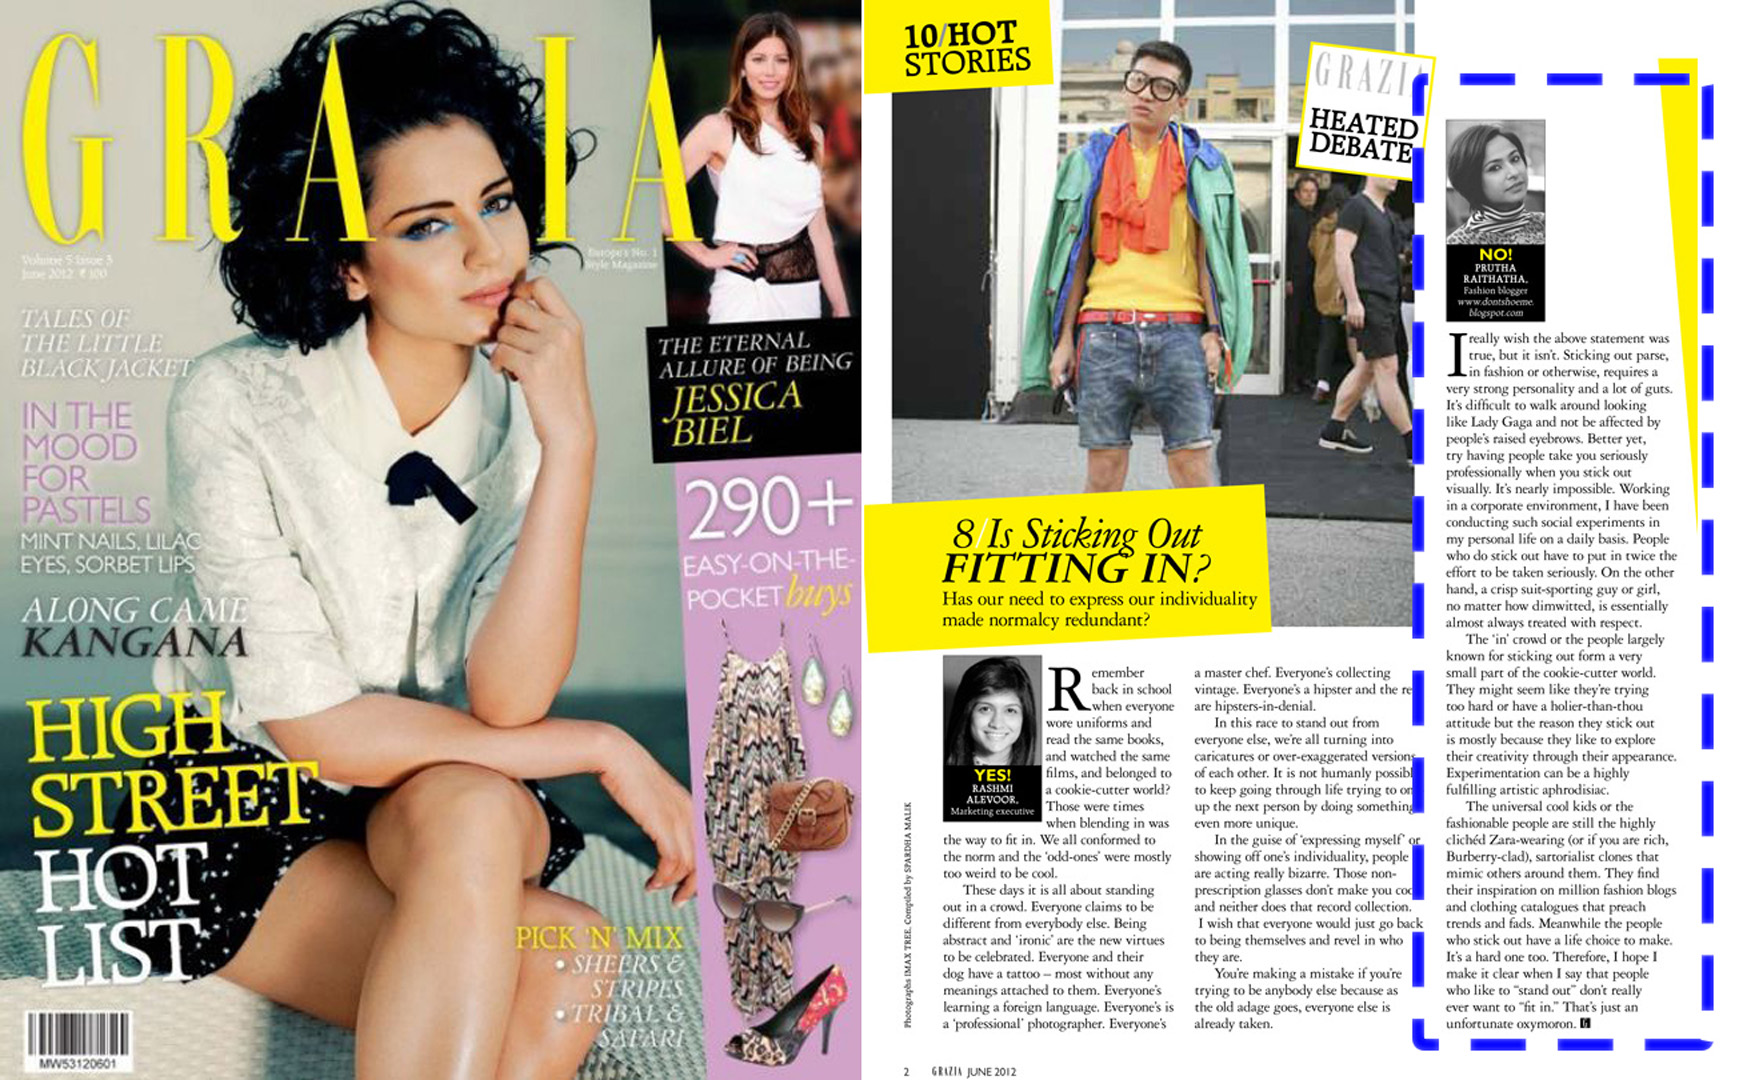 GRAZIA
Volume 5 Issue 3
June 2012 ₹100
Europe's No. 1
Style Magazine
TALES OF
THE LITTLE
BLACK JACKET
IN THE
MOOD
FOR
PASTELS
MINT NAILS, LILAC
EYES, SORBET LIPS
ALONG CAME
KANGANA
HIGH
STREET
HOT
LIST
MW53120601
THE ETERNAL
ALLURE OF BEING
JESSICA
BIEL
290+
EASY-ON-THE-
POCKET buys
PICK 'N' MIX
• SHEERS &
STRIPES
• TRIBAL &
SAFARI
10/HOT
STORIES
GRAZIA
HEATED
DEBATE
8/Is Sticking Out
FITTING IN?
Has our need to express our individuality
made normalcy redundant?
YES!
RASHMI
ALEVOOR,
Marketing executive
Remember
back in school
when everyone
wore uniforms and
read the same books,
and watched the same
films, and belonged to
a cookie-cutter world?
Those were times
when blending in was
the way to fit in. We all conformed to
the norm and the 'odd-ones' were mostly
too weird to be cool.
These days it is all about standing
out in a crowd. Everyone claims to be
different from everybody else. Being
abstract and 'ironic' are the new virtues
to be celebrated. Everyone and their
dog have a tattoo – most without any
meanings attached to them. Everyone's
learning a foreign language. Everyone's is
a 'professional' photographer. Everyone's
a master chef. Everyone's collecting
vintage. Everyone's a hipster and the re
are hipsters-in-denial.
In this race to stand out from
everyone else, we're all turning into
caricatures or over-exaggerated versions
of each other. It is not humanly possibl
to keep going through life trying to on
up the next person by doing something
even more unique.
In the guise of 'expressing myself' or
showing off one's individuality, people
are acting really bizarre. Those non-
prescription glasses don't make you coo
and neither does that record collection.
I wish that everyone would just go back
to being themselves and revel in who
they are.
You're making a mistake if you're
trying to be anybody else because as
the old adage goes, everyone else is
already taken.
Photographs IMAX TREE, Compiled by SPARDHA MALIK
2 GRAZIA JUNE 2012
NO!
PRUTHA
RAITHATHA,
Fashion blogger
www.dontshoeme.
blogspot.com
I really wish the above statement was
true, but it isn't. Sticking out parse,
in fashion or otherwise, requires a
very strong personality and a lot of guts.
It's difficult to walk around looking
like Lady Gaga and not be affected by
people's raised eyebrows. Better yet,
try having people take you seriously
professionally when you stick out
visually. It's nearly impossible. Working
in a corporate environment, I have been
conducting such social experiments in
my personal life on a daily basis. People
who do stick out have to put in twice the
effort to be taken seriously. On the other
hand, a crisp suit-sporting guy or girl,
no matter how dimwitted, is essentially
almost always treated with respect.
The 'in' crowd or the people largely
known for sticking out form a very
small part of the cookie-cutter world.
They might seem like they're trying
too hard or have a holier-than-thou
attitude but the reason they stick out
is mostly because they like to explore
their creativity through their appearance.
Experimentation can be a highly
fulfilling artistic aphrodisiac.
The universal cool kids or the
fashionable people are still the highly
clichéd Zara-wearing (or if you are rich,
Burberry-clad), sartorialist clones that
mimic others around them. They find
their inspiration on million fashion blogs
and clothing catalogues that preach
trends and fads. Meanwhile the people
who stick out have a life choice to make.
It's a hard one too. Therefore, I hope I
make it clear when I say that people
who like to "stand out" don't really
ever want to "fit in." That's just an
unfortunate oxymoron. G